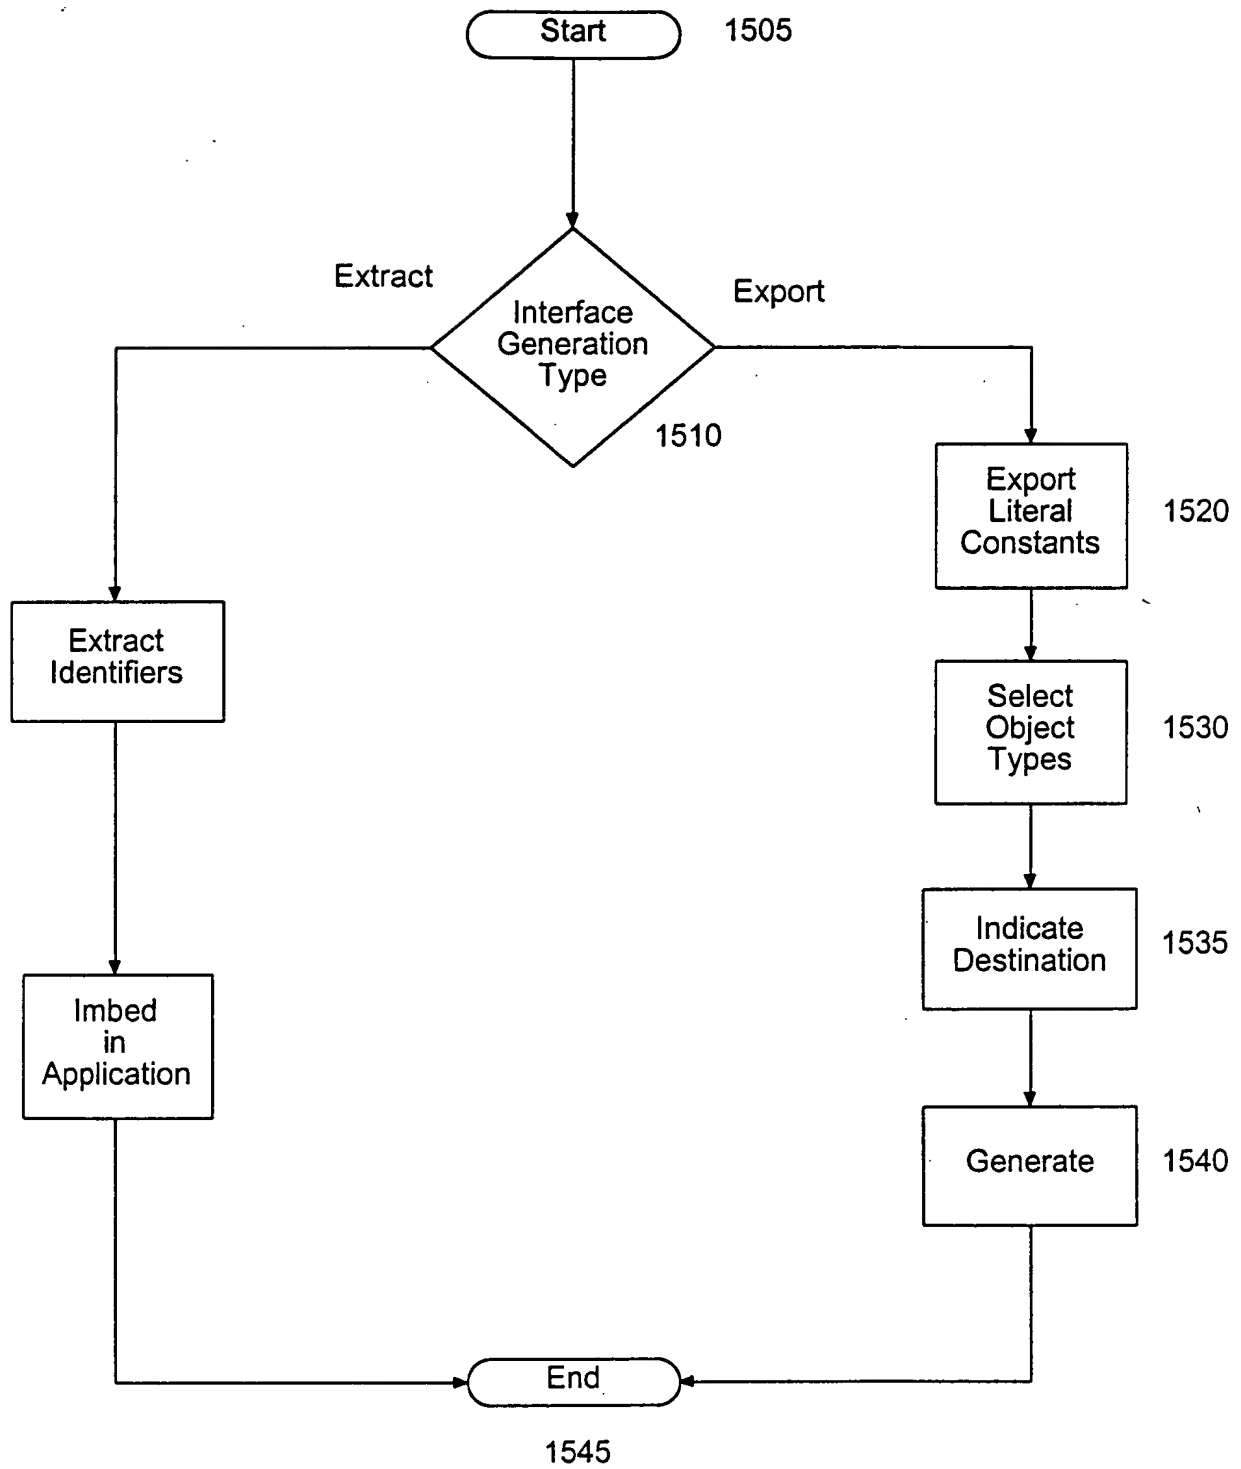 Start
1505
Extract
Export
Interface
Generation
Type
1510
Export
Literal
Constants
1520
Extract
Identifiers
Select
Object
Types
1530
Indicate
Destination
1535
Imbed
in
Application
Generate
1540
End
1545